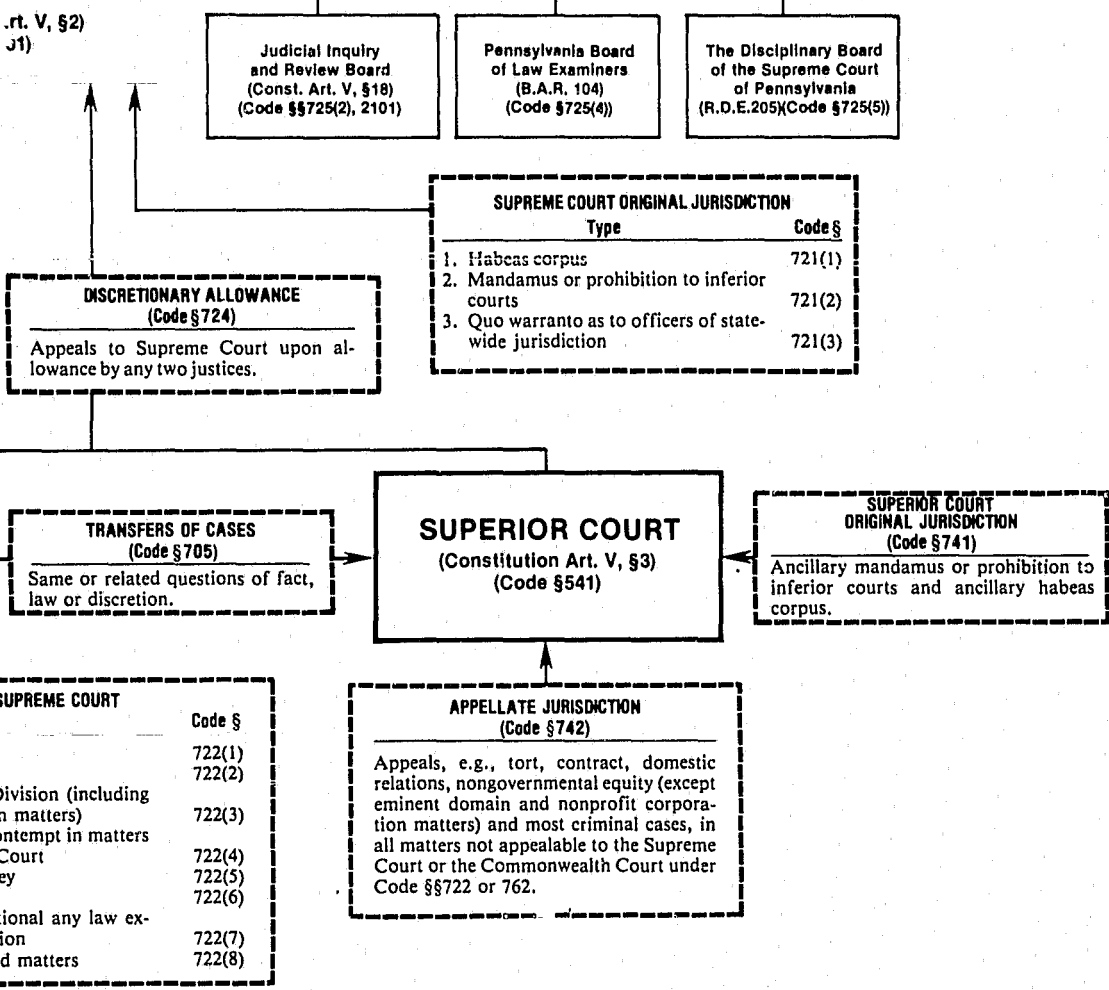 .rt. V, §2)
01)
Judicial Inquiry
and Review Board
(Const. Art. V, §18)
(Code §§725(2), 2101)
Pennsylvania Board
of Law Examiners
(B.A.R. 104)
(Code §725(4))
The Disciplinary Board
of the Supreme Court
of Pennsylvania
(R.D.E.205)(Code §725(5))
SUPREME COURT ORIGINAL JURISDICTION
Type Code §
1. Habeas corpus 721(1)
2. Mandamus or prohibition to inferior
courts 721(2)
3. Quo warranto as to officers of state-
wide jurisdiction 721(3)
DISCRETIONARY ALLOWANCE
(Code §724)
Appeals to Supreme Court upon al-
lowance by any two justices.
TRANSFERS OF CASES
(Code §705)
Same or related questions of fact,
law or discretion.
SUPERIOR COURT
(Constitution Art. V, §3)
(Code §541)
SUPERIOR COURT
ORIGINAL JURISDICTION
(Code §741)
Ancillary mandamus or prohibition to
inferior courts and ancillary habeas
corpus.
SUPREME COURT
Code §
722(1)
722(2)
Division (including
n matters) 722(3)
ontempt in matters
Court 722(4)
ey 722(5)
722(6)
tional any law ex-
ion 722(7)
d matters 722(8)
APPELLATE JURISDICTION
(Code §742)
Appeals, e.g., tort, contract, domestic
relations, nongovernmental equity (except
eminent domain and nonprofit corpora-
tion matters) and most criminal cases, in
all matters not appealable to the Supreme
Court or the Commonwealth Court under
Code §§722 or 762.